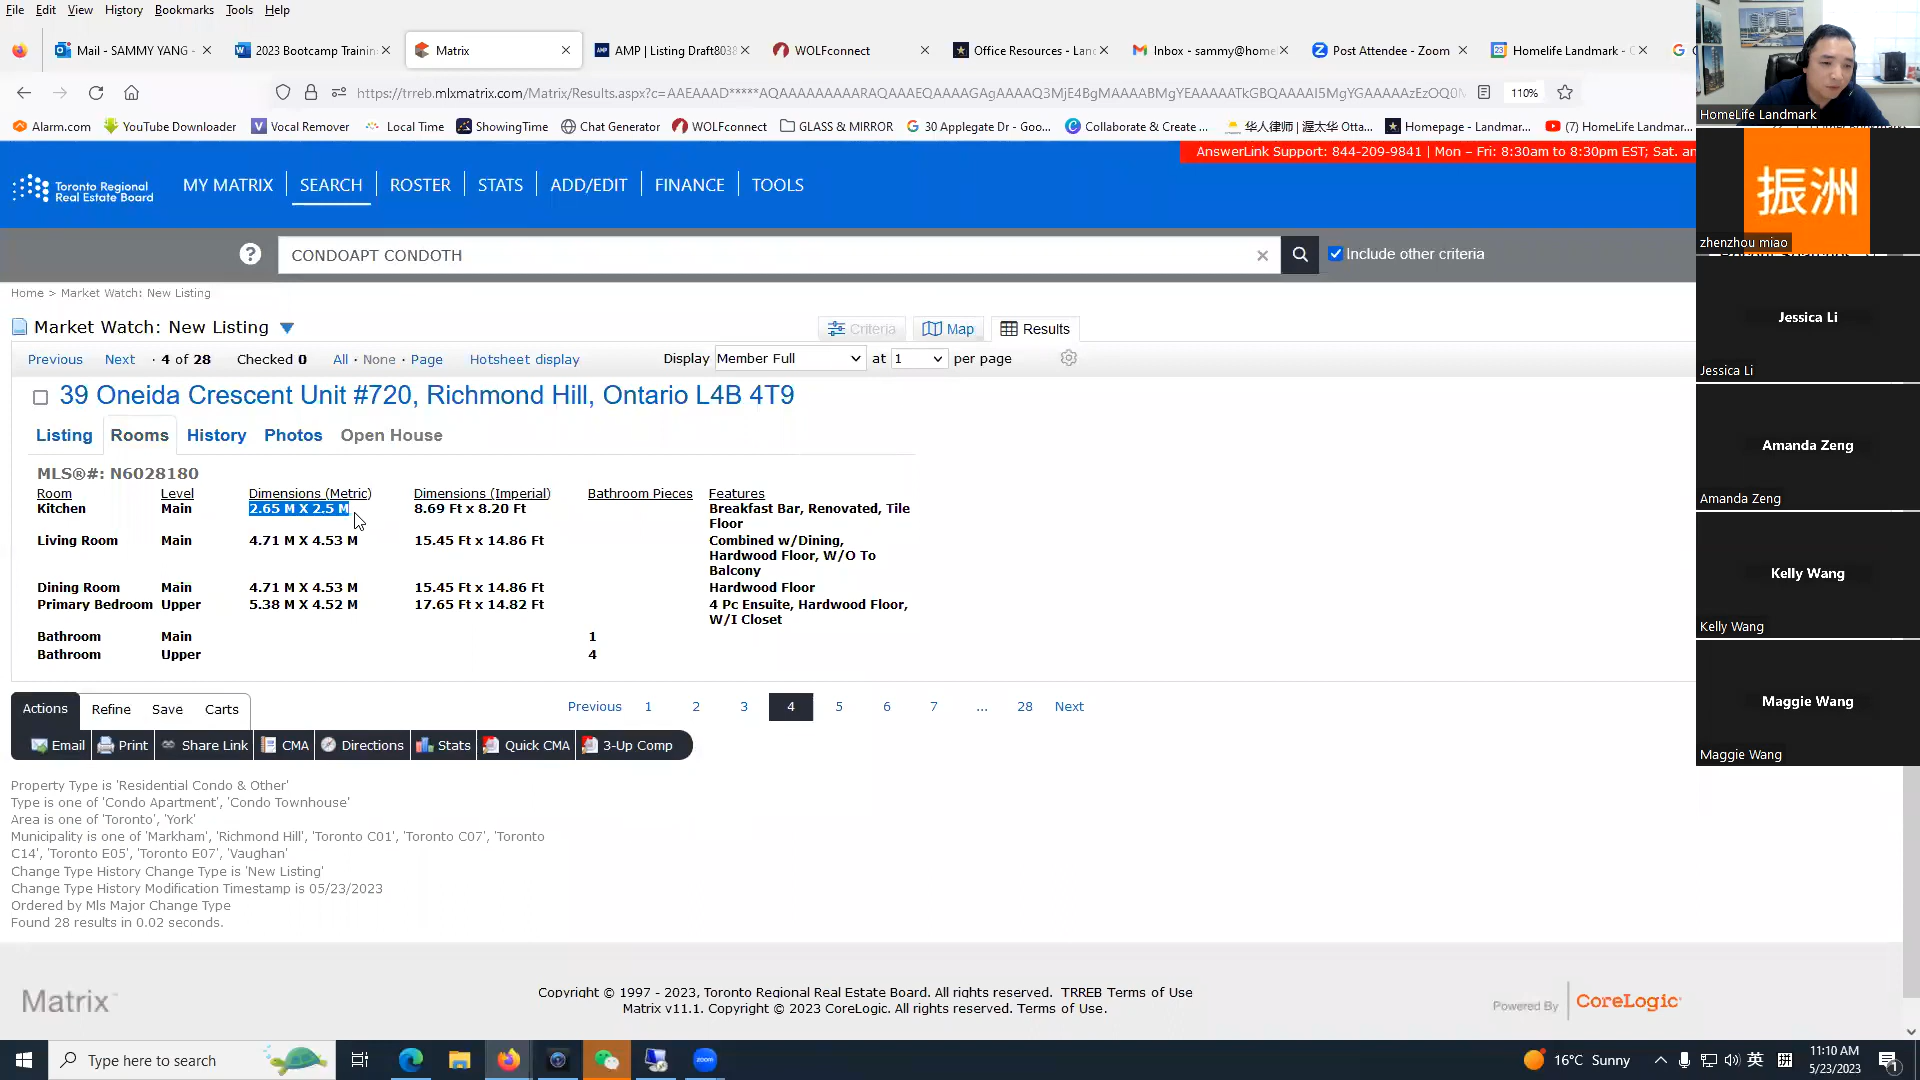 File Edit View History Bookmarks Tools Help
Mail - SAMMY YANG -
2023 Bootcamp Trainin
Matrix
AMP | Listing Draft8038
WOLFconnect
Office Resources - Lan
Inbox - sammy@home
Post Attendee - Zoom
Homelife Landmark -
https://trreb.mlxmatrix.com/Matrix/Results.aspx?c=AAEAAAD*****AQAAAAAAAAARAQAAAEQAAAAGAgAAAAQ3MjE4BgMAAAABMgYEAAAAATkGBQAAAAI5MgYGAAAAAzEzOQ0N
110%
Alarm.com YouTube Downloader Vocal Remover Local Time ShowingTime Chat Generator WOLFconnect GLASS & MIRROR 30 Applegate Dr - Goo... Collaborate & Create ... 华人律师 | 渥太华 Otta... Homepage - Landmar... (7) HomeLife Landmar...
AnswerLink Support: 844-209-9841 | Mon – Fri: 8:30am to 8:30pm EST; Sat. an
Toronto Regional
Real Estate Board
MY MATRIX SEARCH ROSTER STATS ADD/EDIT FINANCE TOOLS
CONDOAPT CONDOTH
Include other criteria
Home > Market Watch: New Listing
Market Watch: New Listing
Criteria Map Results
Previous Next · 4 of 28 Checked 0 All · None · Page Hotsheet display Display Member Full at 1 per page
39 Oneida Crescent Unit #720, Richmond Hill, Ontario L4B 4T9
Listing Rooms History Photos Open House
MLS®#: N6028180
Room Level Dimensions (Metric) Dimensions (Imperial) Bathroom Pieces Features
Kitchen Main 2.65 M X 2.5 M 8.69 Ft x 8.20 Ft Breakfast Bar, Renovated, Tile
Floor
Living Room Main 4.71 M X 4.53 M 15.45 Ft x 14.86 Ft Combined w/Dining,
Hardwood Floor, W/O To
Balcony
Dining Room Main 4.71 M X 4.53 M 15.45 Ft x 14.86 Ft Hardwood Floor
Primary Bedroom Upper 5.38 M X 4.52 M 17.65 Ft x 14.82 Ft 4 Pc Ensuite, Hardwood Floor,
W/I Closet
Bathroom Main 1
Bathroom Upper 4
Actions Refine Save Carts
Previous 1 2 3 4 5 6 7 ... 28 Next
Email Print Share Link CMA Directions Stats Quick CMA 3-Up Comp
Property Type is 'Residential Condo & Other'
Type is one of 'Condo Apartment', 'Condo Townhouse'
Area is one of 'Toronto', 'York'
Municipality is one of 'Markham', 'Richmond Hill', 'Toronto C01', 'Toronto C07', 'Toronto
C14', 'Toronto E05', 'Toronto E07', 'Vaughan'
Change Type History Change Type is 'New Listing'
Change Type History Modification Timestamp is 05/23/2023
Ordered by Mls Major Change Type
Found 28 results in 0.02 seconds.
Matrix™
Copyright © 1997 - 2023, Toronto Regional Real Estate Board. All rights reserved. TRREB Terms of Use
Matrix v11.1. Copyright © 2023 CoreLogic. All rights reserved. Terms of Use.
Powered By CoreLogic
HomeLife Landmark
振洲
zhenzhou miao
Jessica Li
Jessica Li
Amanda Zeng
Amanda Zeng
Kelly Wang
Kelly Wang
Maggie Wang
Maggie Wang
Type here to search
zoom
16°C Sunny
英
拼
11:10 AM
5/23/2023
1